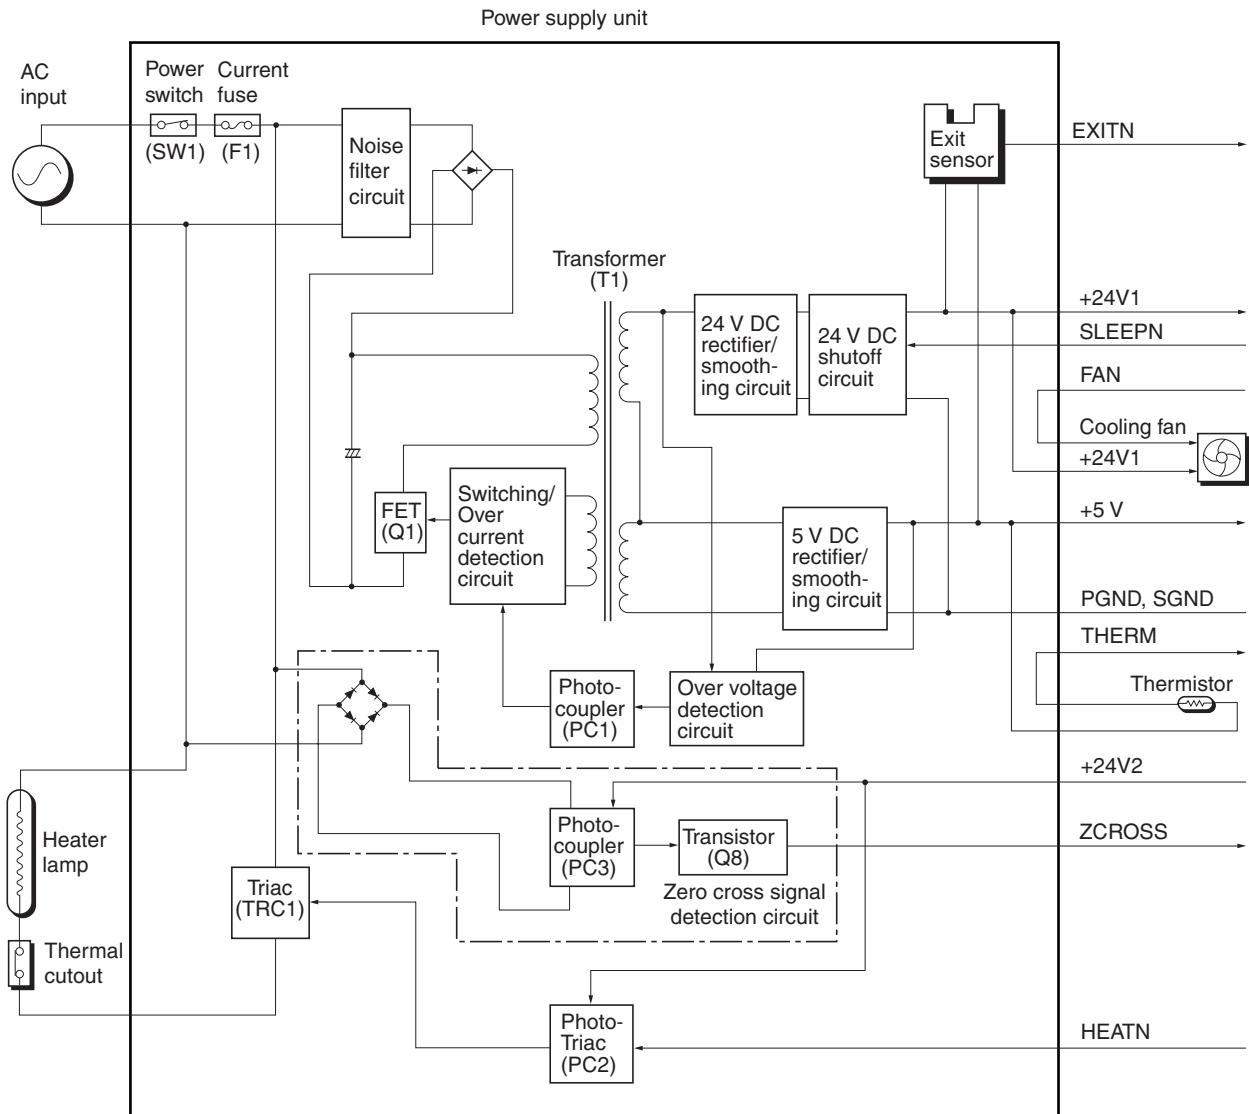 Power supply unit
AC
input
Power
switch
(SW1)
Current
fuse
(F1)
Noise
filter
circuit
Exit
sensor
EXITN
Transformer
(T1)
24 V DC
rectifier/
smooth-
ing circuit
24 V DC
shutoff
circuit
+24V1
SLEEPN
FAN
Cooling fan
+24V1
FET
(Q1)
Switching/
Over
current
detection
circuit
5 V DC
rectifier/
smooth-
ing circuit
+5 V
PGND, SGND
THERM
Thermistor
Photo-
coupler
(PC1)
Over voltage
detection
circuit
+24V2
Photo-
coupler
(PC3)
Transistor
(Q8)
ZCROSS
Zero cross signal
detection circuit
Heater
lamp
Triac
(TRC1)
Thermal
cutout
Photo-
Triac
(PC2)
HEATN